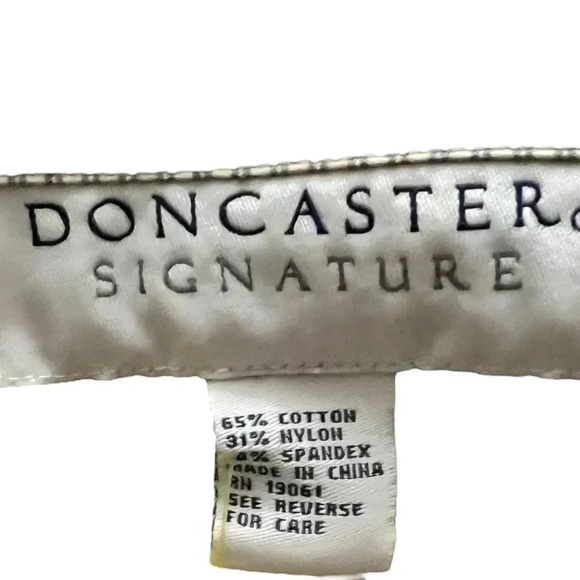 DONCASTER
SIGNATURE
65% COTTON
31% NYLON
4% SPANDEX
MADE IN CHINA
RN 19061
SEE REVERSE
FOR CARE